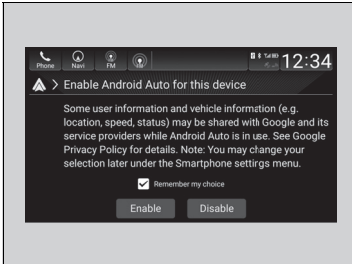 Phone
Navi
FM
12:34
> Enable Android Auto for this device
Some user information and vehicle information (e.g.
location, speed, status) may be shared with Google and its
service providers while Android Auto is in use. See Google
Privacy Policy for details. Note: You may change your
selection later under the Smartphone settirgs menu.
Remember my choice
Enable
Disable